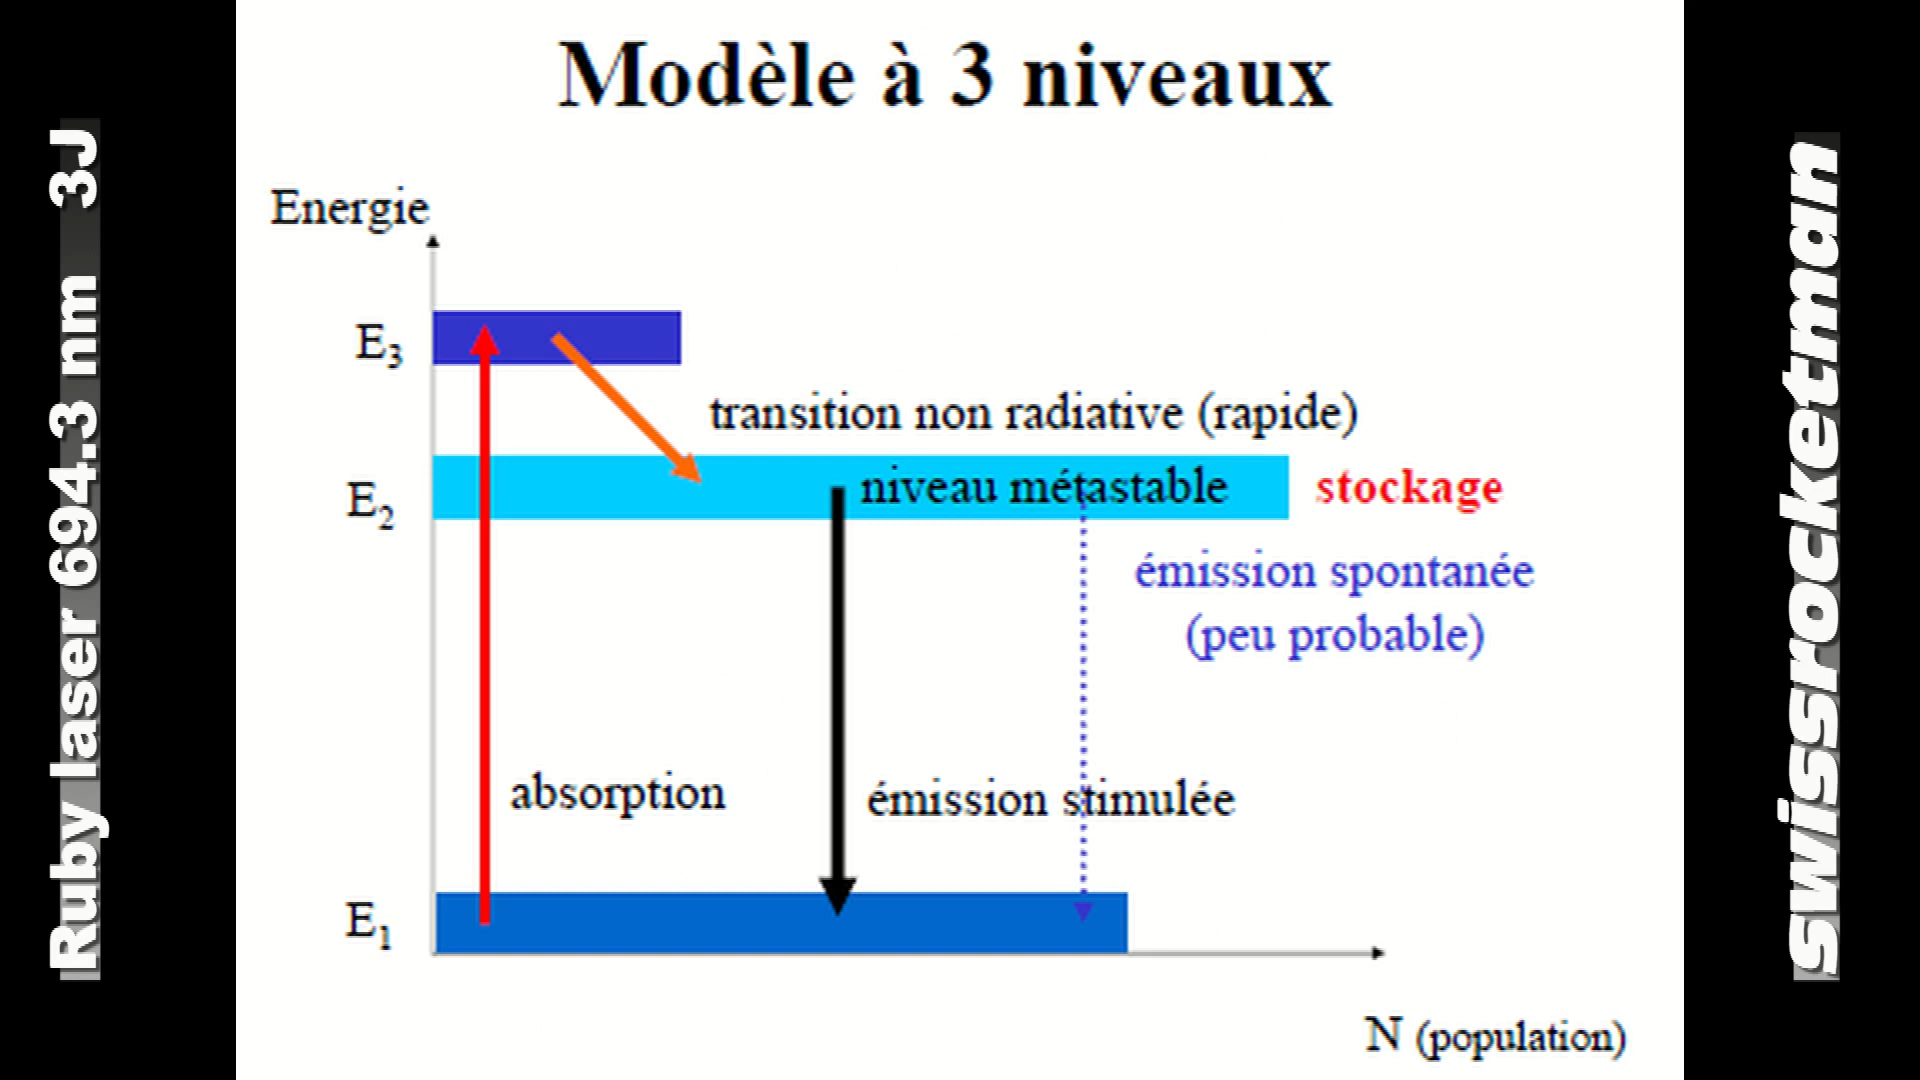 Modèle à 3 niveaux
Ruby laser 694.3 nm 3J
swissrocketman
Energie
E3
transition non radiative (rapide)
E2
niveau métastable
stockage
émission spontanée
(peu probable)
absorption
émission stimulée
E1
N (population)